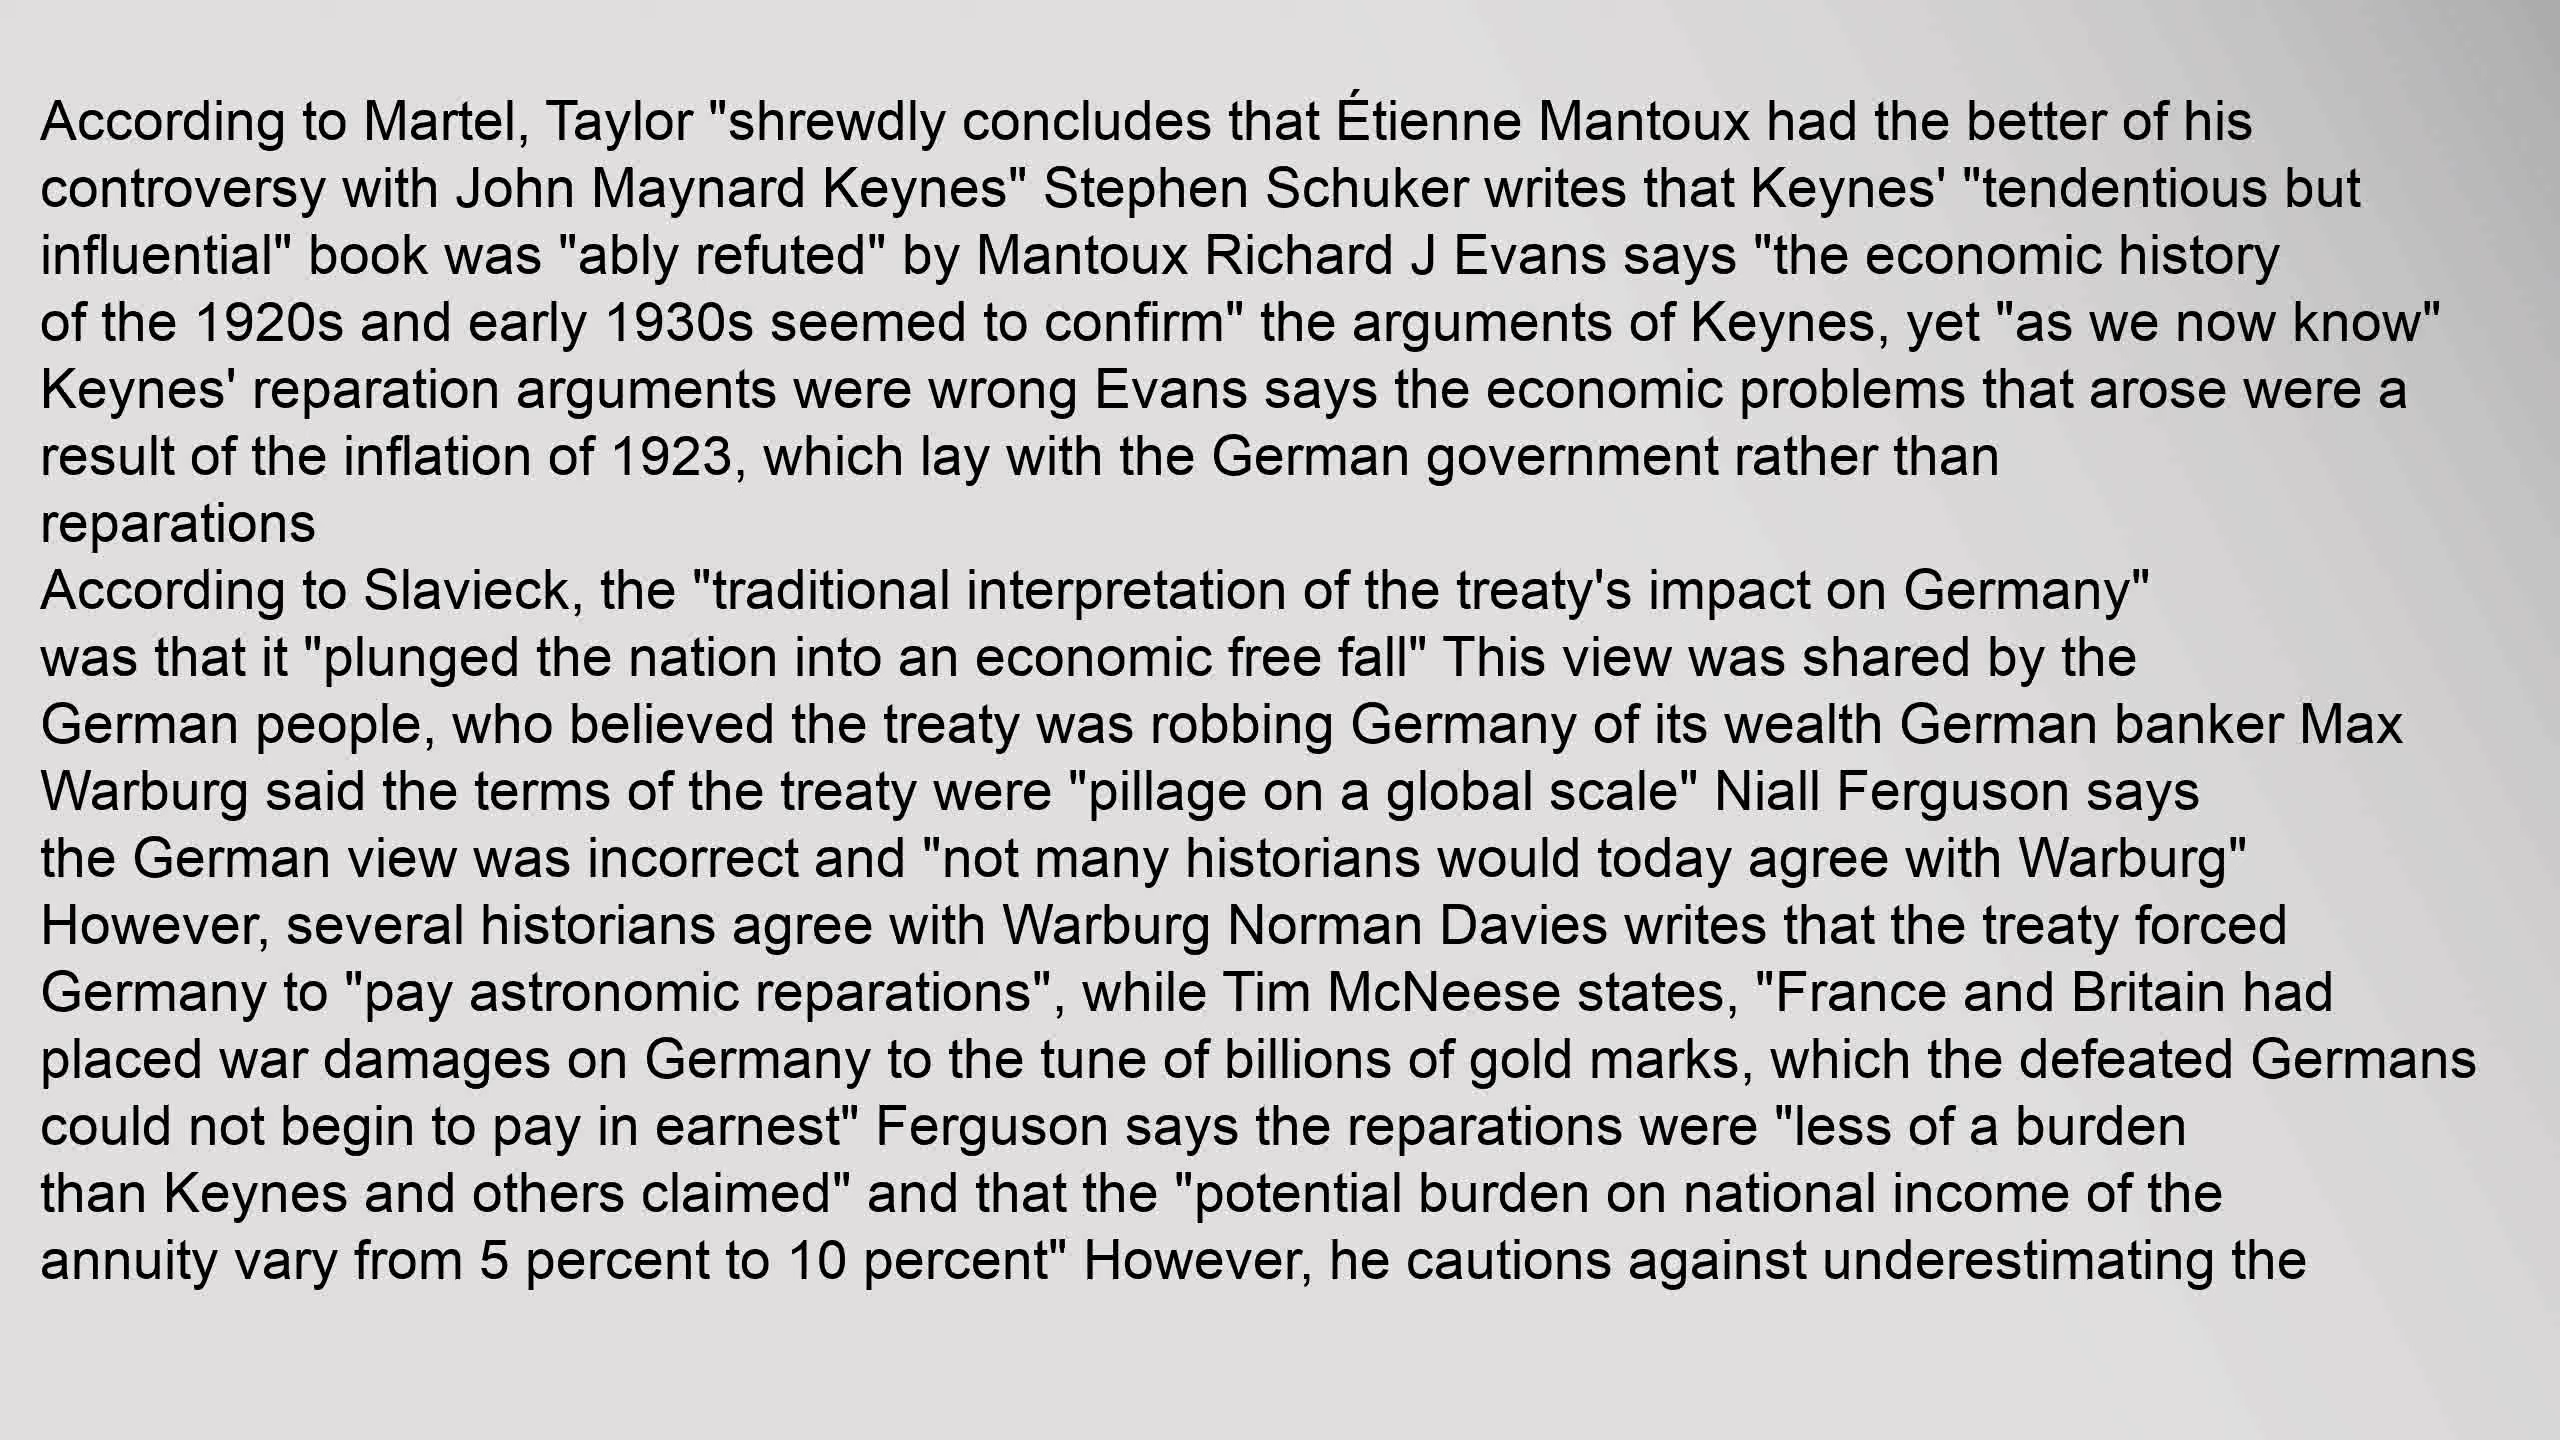 According to Martel, Taylor "shrewdly concludes that Étienne Mantoux had the better of his
controversy with John Maynard Keynes" Stephen Schuker writes that Keynes' "tendentious but
influential" book was "ably refuted" by Mantoux Richard J Evans says "the economic history
of the 1920s and early 1930s seemed to confirm" the arguments of Keynes, yet "as we now know"
Keynes' reparation arguments were wrong Evans says the economic problems that arose were a
result of the inflation of 1923, which lay with the German government rather than
reparations
According to Slavieck, the "traditional interpretation of the treaty's impact on Germany"
was that it "plunged the nation into an economic free fall" This view was shared by the
German people, who believed the treaty was robbing Germany of its wealth German banker Max
Warburg said the terms of the treaty were "pillage on a global scale" Niall Ferguson says
the German view was incorrect and "not many historians would today agree with Warburg"
However, several historians agree with Warburg Norman Davies writes that the treaty forced
Germany to "pay astronomic reparations", while Tim McNeese states, "France and Britain had
placed war damages on Germany to the tune of billions of gold marks, which the defeated Germans
could not begin to pay in earnest" Ferguson says the reparations were "less of a burden
than Keynes and others claimed" and that the "potential burden on national income of the
annuity vary from 5 percent to 10 percent" However, he cautions against underestimating the